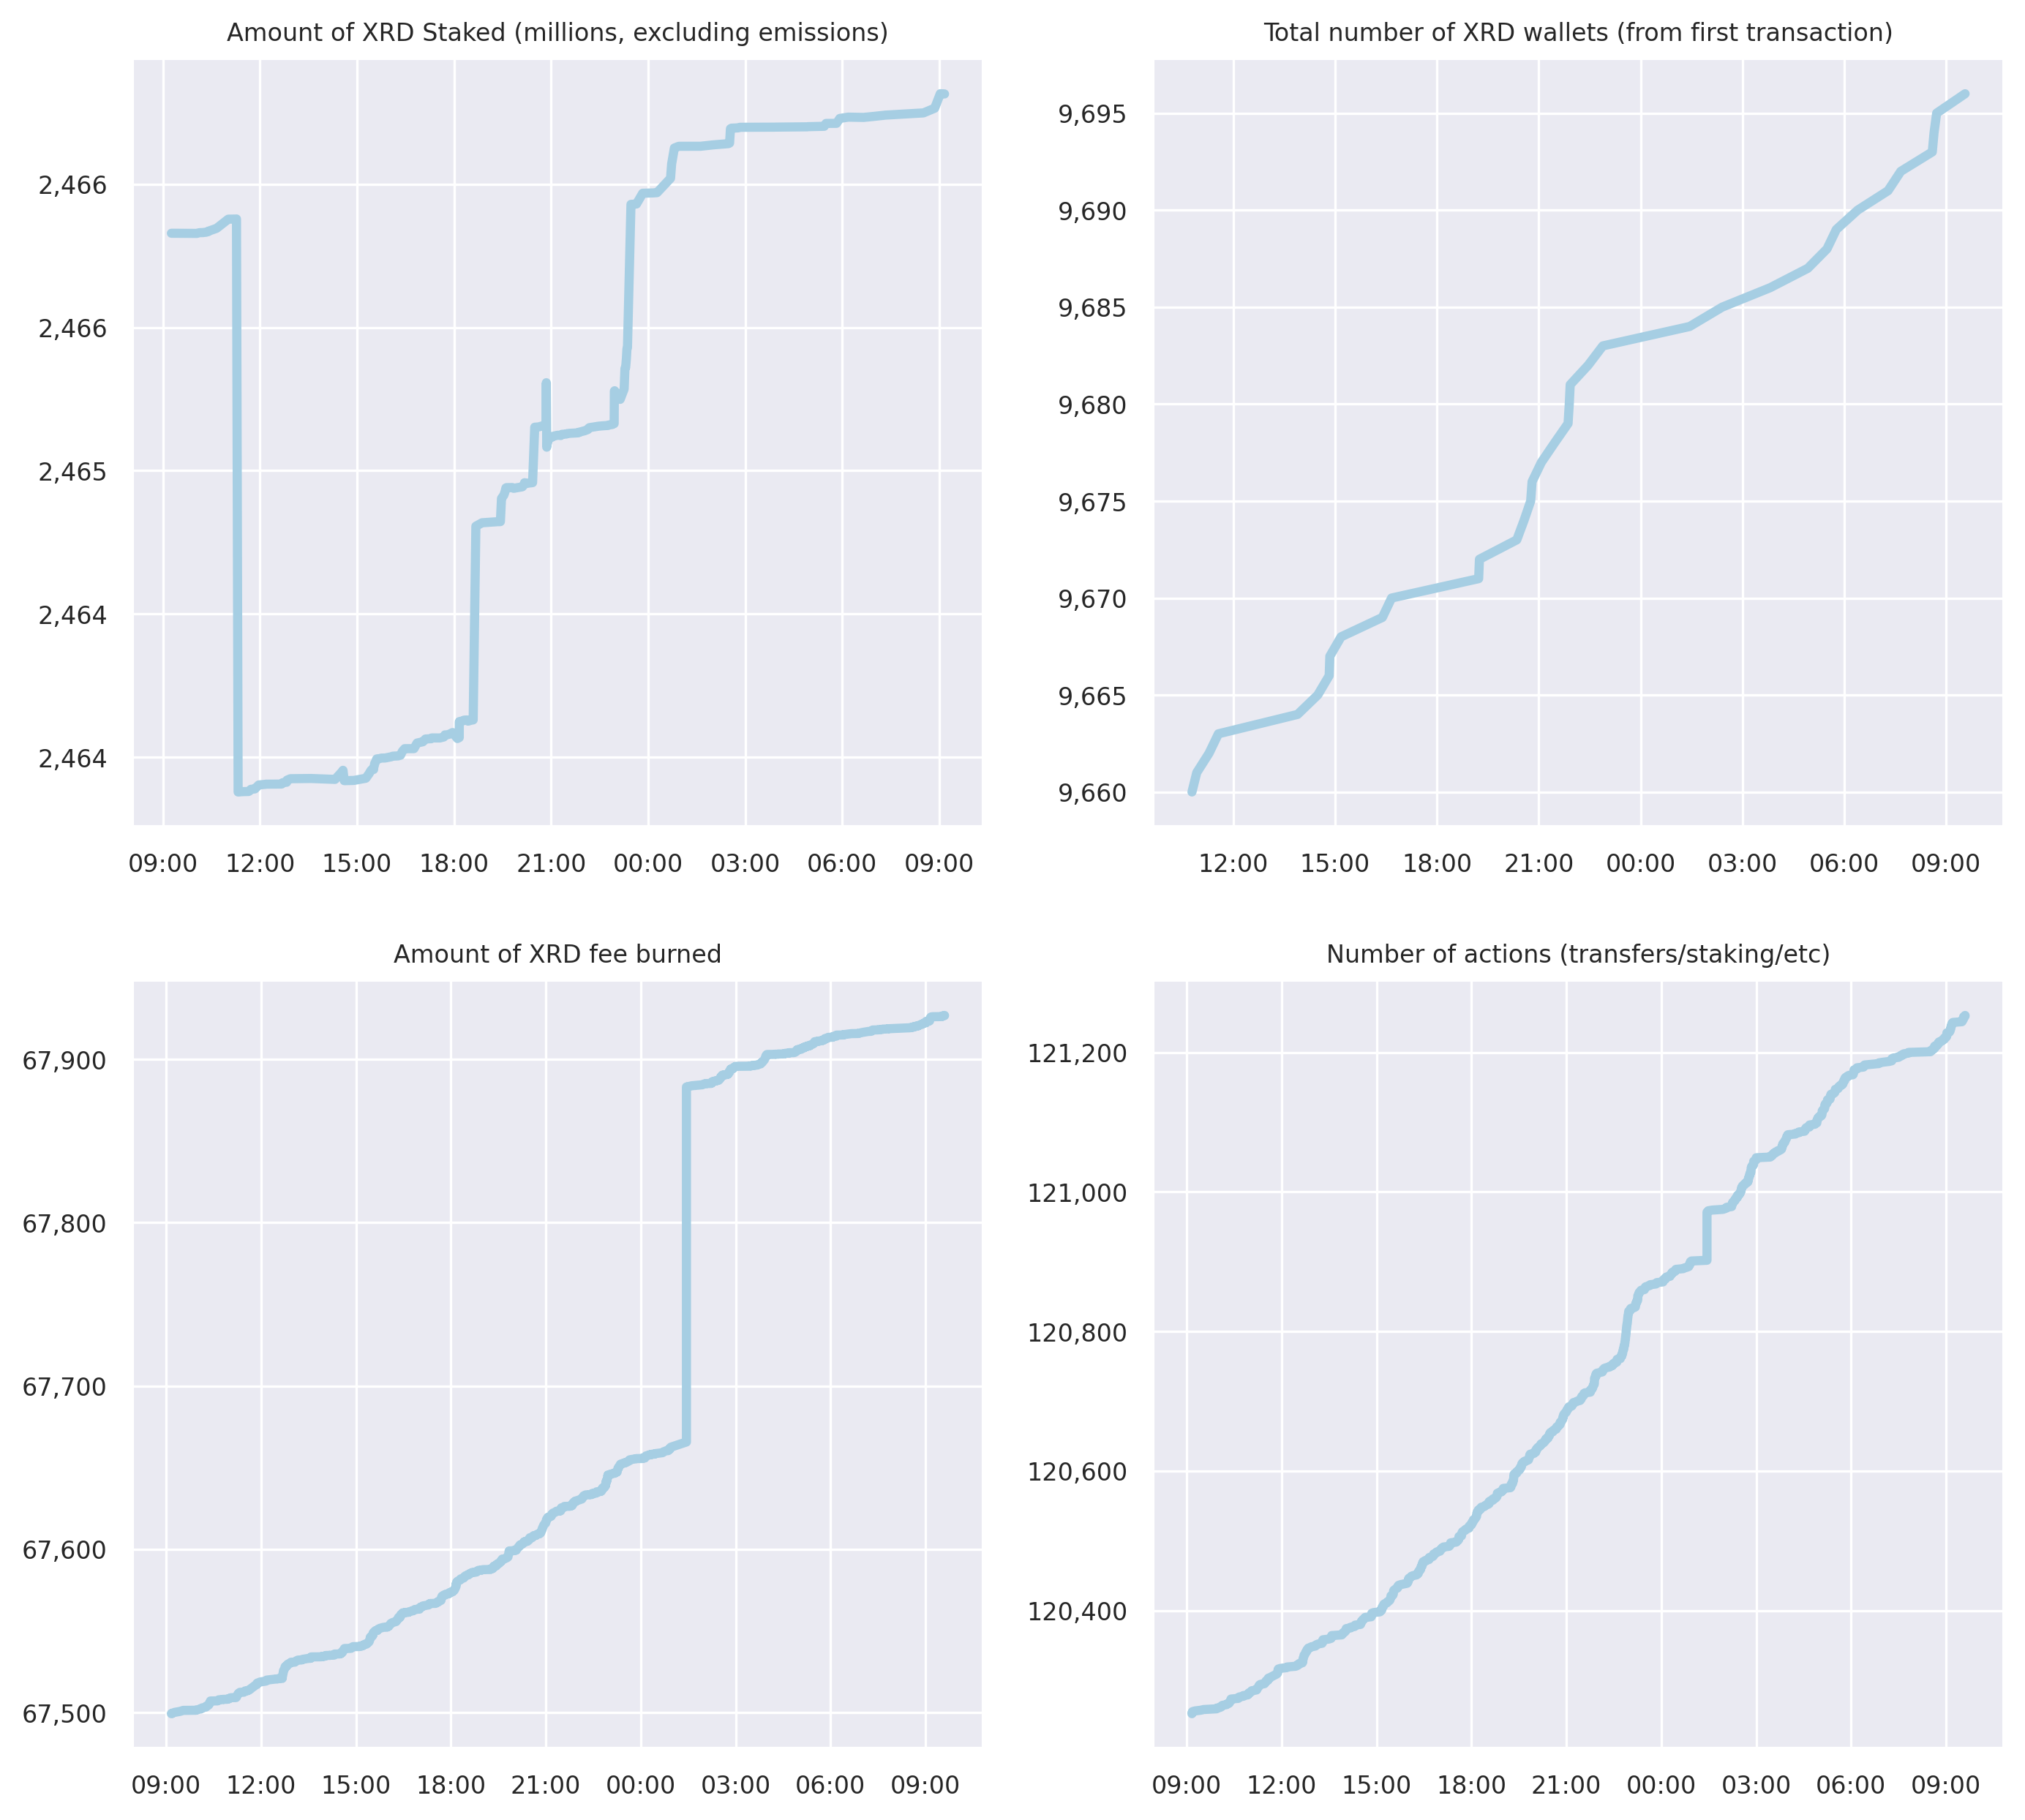 Amount of XRD Staked (millions, excluding emissions)
2,466
2,466
2,465
2,464
2,464
09:00 12:00 15:00 18:00 21:00 00:00 03:00 06:00 09:00
Total number of XRD wallets (from first transaction)
9,695
9,690
9,685
9,680
9,675
9,670
9,665
9,660
12:00 15:00 18:00 21:00 00:00 03:00 06:00 09:00
Amount of XRD fee burned
67,900
67,800
67,700
67,600
67,500
09:00 12:00 15:00 18:00 21:00 00:00 03:00 06:00 09:00
Number of actions (transfers/staking/etc)
121,200
121,000
120,800
120,600
120,400
09:00 12:00 15:00 18:00 21:00 00:00 03:00 06:00 09:00